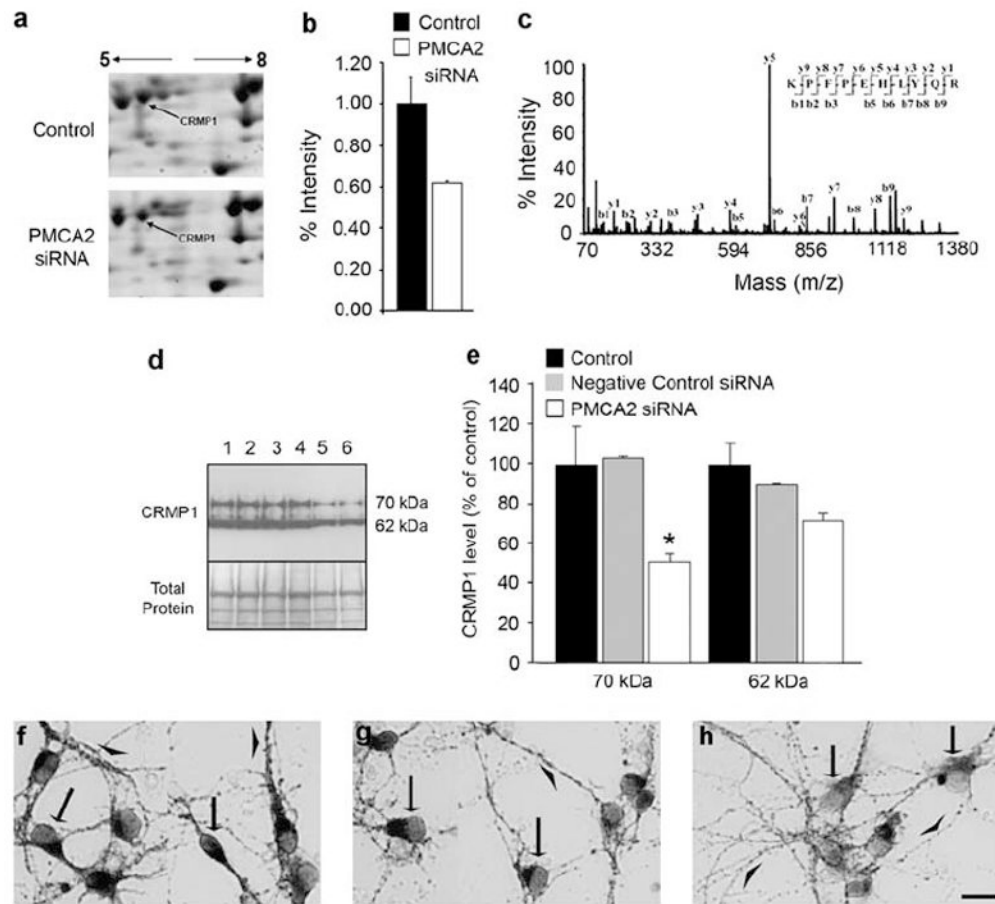 a
5 8
Control
CRMP1
PMCA2
siRNA
CRMP1
b
Control
PMCA2
siRNA
% Intensity
1.20
1.00
0.80
0.60
0.40
0.20
0.00
c
% Intensity
100
80
60
40
20
0
y5
y9 y8 y7 y6 y5 y4 y3 y2 y1
K P F P E H L Y Q R
b1 b2 b3 b5 b6 b7 b8 b9
b1 y1 b2 y2 b3 y3 y4 b5 b6 y6 b7 y7 b8 y8 b9 y9
70 332 594 856 1118 1380
Mass (m/z)
d
1 2 3 4 5 6
CRMP1
70 kDa
62 kDa
Total
Protein
e
Control
Negative Control siRNA
PMCA2 siRNA
CRMP1 level (% of control)
140
120
100
80
60
40
20
0
*
70 kDa 62 kDa
f g h